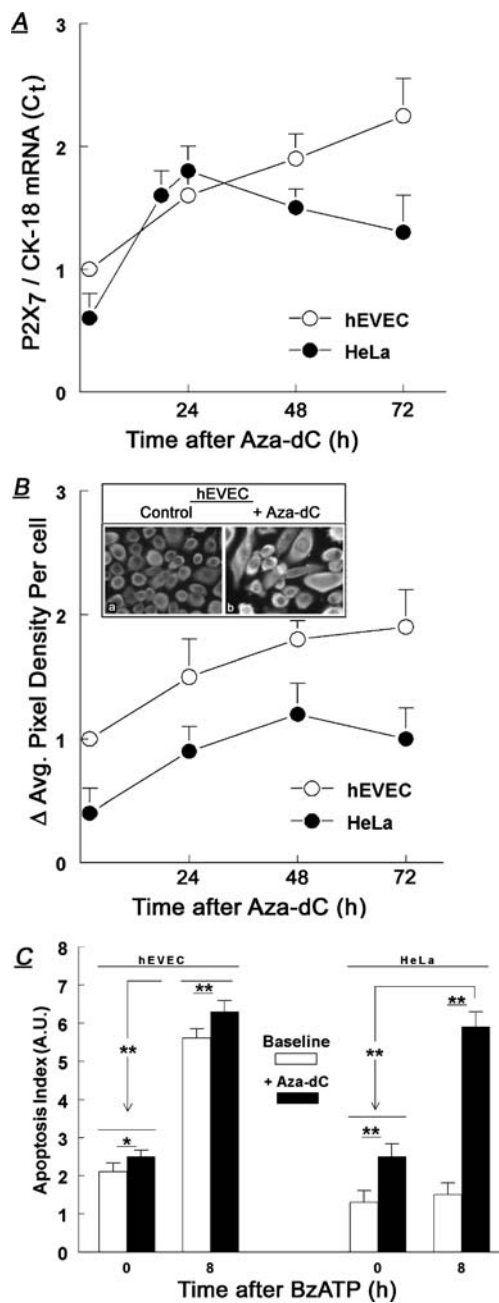 A
3
2
1
0
P2X7 / CK-18 mRNA (Ct)
hEVEC
HeLa
24 48 72
Time after Aza-dC (h)
B
3
2
1
0
Δ Avg. Pixel Density Per cell
hEVEC
Control + Aza-dC
a b
hEVEC
HeLa
24 48 72
Time after Aza-dC (h)
C
8
7
6
5
4
3
2
1
0
Apoptosis Index (A.U.)
hEVEC HeLa
** **
Baseline
+ Aza-dC
** **
* **
0 8 0 8
Time after BzATP (h)